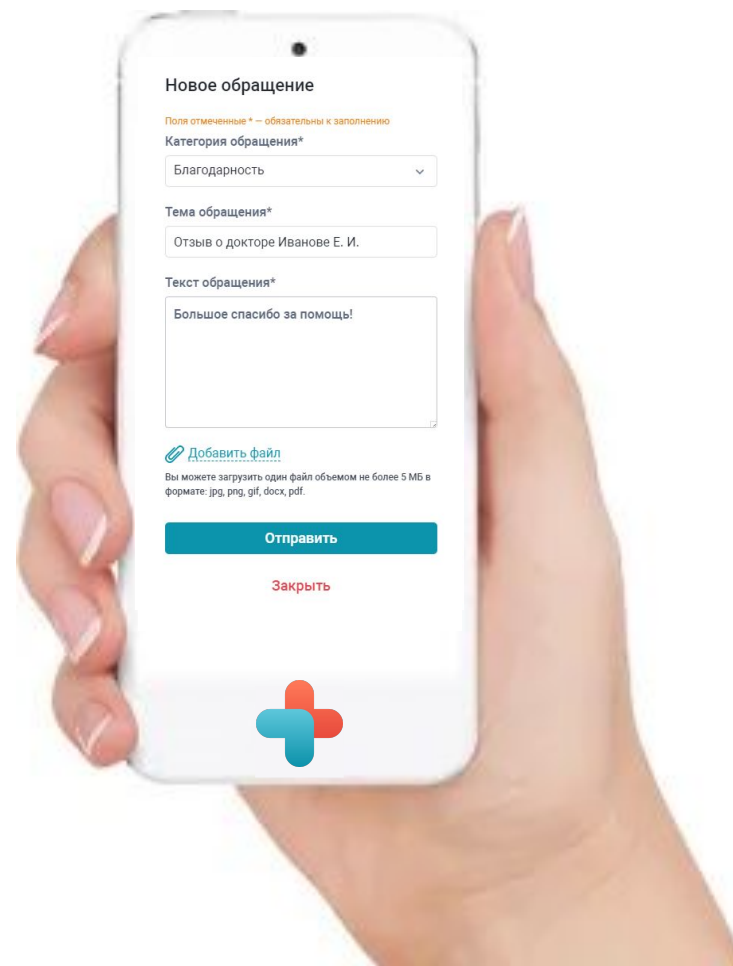 Новое обращение
Поля отмеченные * — обязательны к заполнению
Категория обращения*
Благодарность
Тема обращения*
Отзыв о докторе Иванове Е. И.
Текст обращения*
Большое спасибо за помощь!
Добавить файл
Вы можете загрузить один файл объемом не более 5 МБ в
формате: jpg, png, gif, docx, pdf.
Отправить
Закрыть